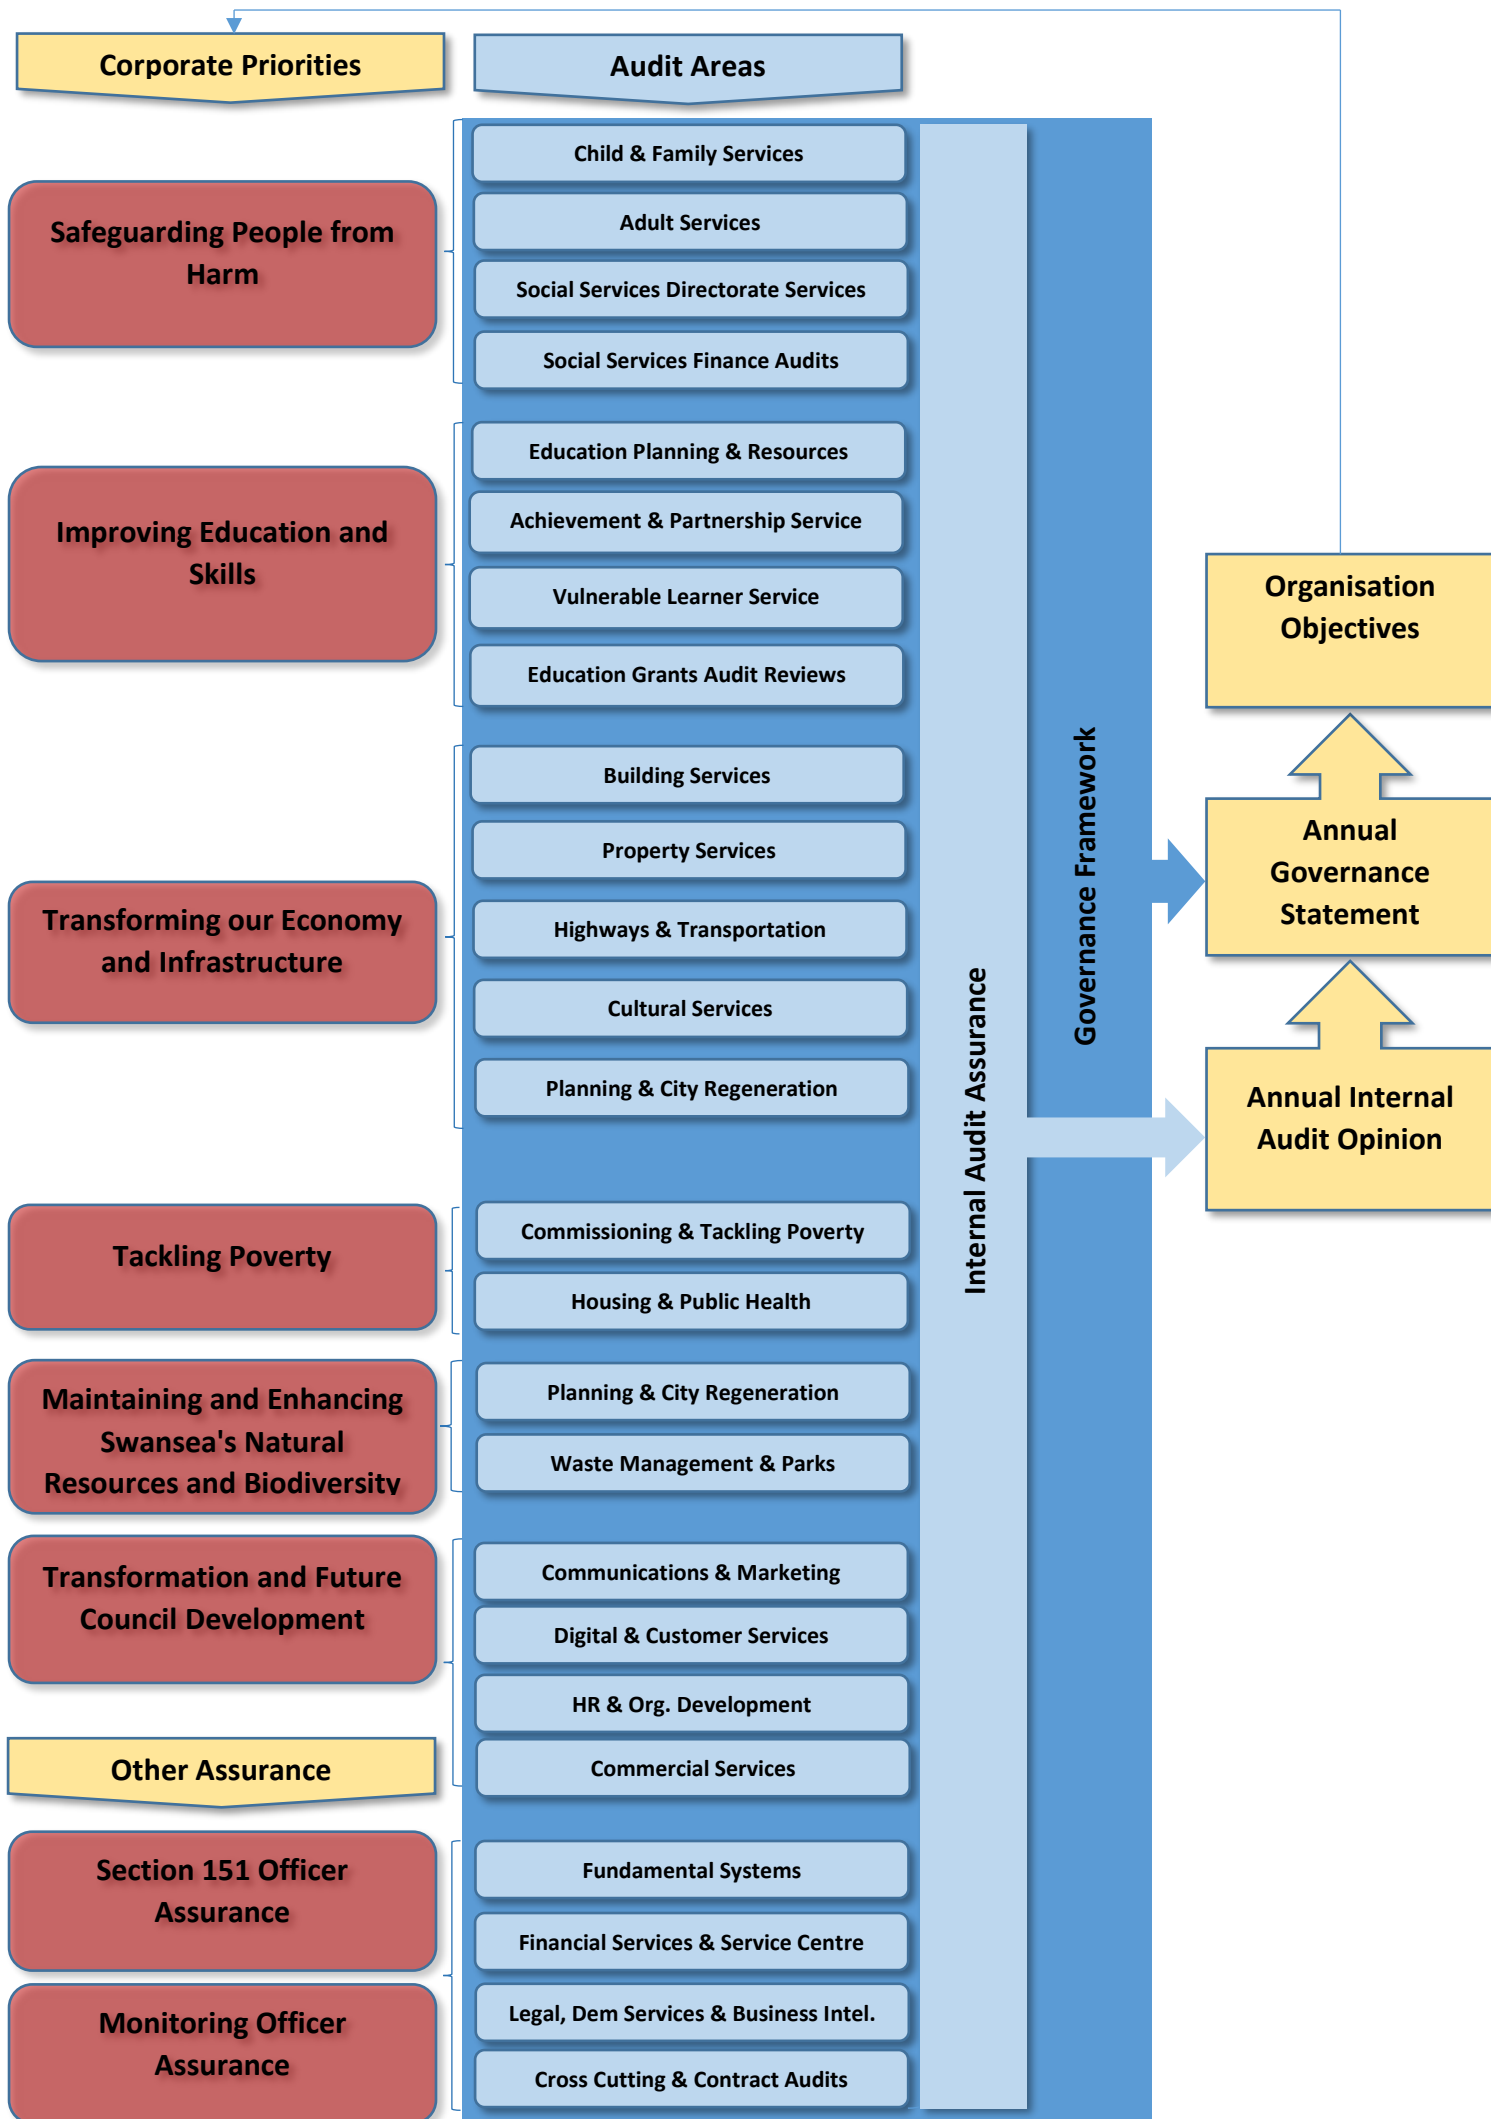 Corporate Priorities
Audit Areas
Safeguarding People from
Harm
Child & Family Services
Adult Services
Social Services Directorate Services
Social Services Finance Audits
Improving Education and
Skills
Education Planning & Resources
Achievement & Partnership Service
Vulnerable Learner Service
Education Grants Audit Reviews
Transforming our Economy
and Infrastructure
Building Services
Property Services
Highways & Transportation
Cultural Services
Planning & City Regeneration
Tackling Poverty
Commissioning & Tackling Poverty
Housing & Public Health
Maintaining and Enhancing
Swansea's Natural
Resources and Biodiversity
Planning & City Regeneration
Waste Management & Parks
Transformation and Future
Council Development
Communications & Marketing
Digital & Customer Services
HR & Org. Development
Commercial Services
Other Assurance
Section 151 Officer
Assurance
Monitoring Officer
Assurance
Fundamental Systems
Financial Services & Service Centre
Legal, Dem Services & Business Intel.
Cross Cutting & Contract Audits
Internal Audit Assurance
Governance Framework
Organisation
Objectives
Annual
Governance
Statement
Annual Internal
Audit Opinion